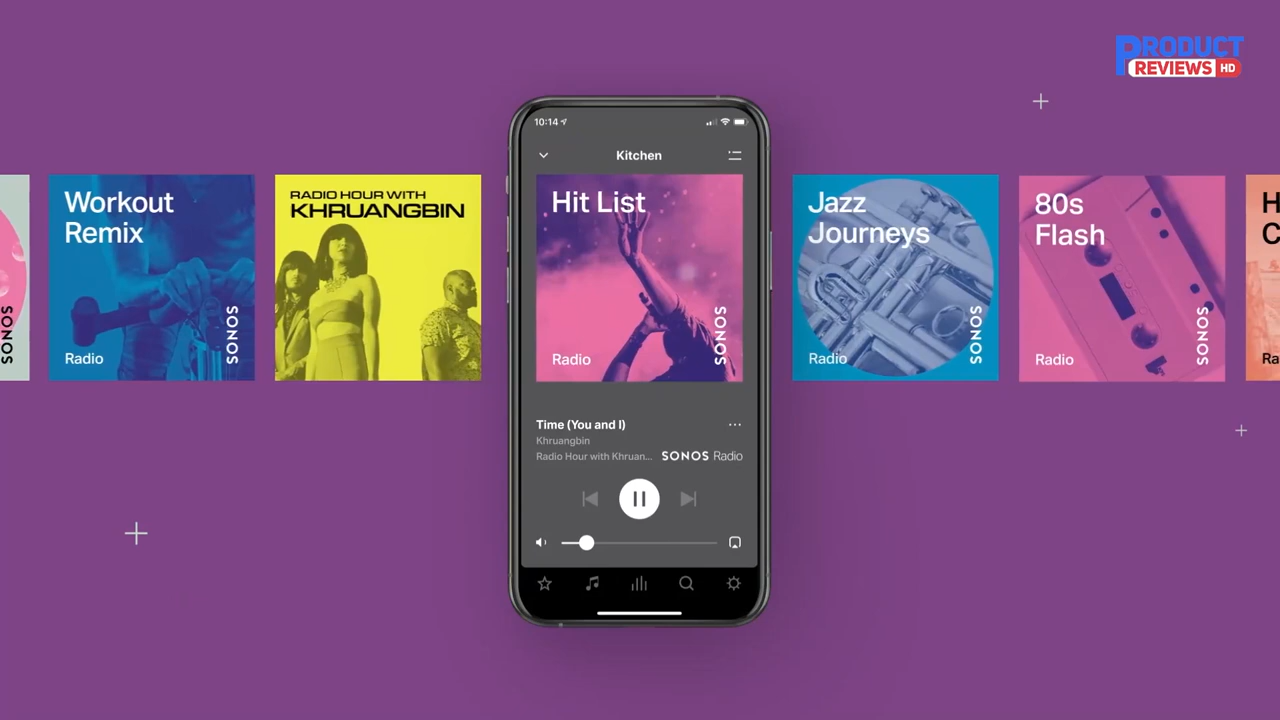 PRODUCT
REVIEWS HD
10:14
Kitchen
SONOS
Workout
Remix
Radio
SONOS
RADIO HOUR WITH
KHRUANGBIN
Hit List
Radio
SONOS
Jazz
Journeys
Radio
SONOS
80s
Flash
Radio
SONOS
H
C
Ra
Time (You and I)
Khruangbin
Radio Hour with Khruan...
SONOS Radio